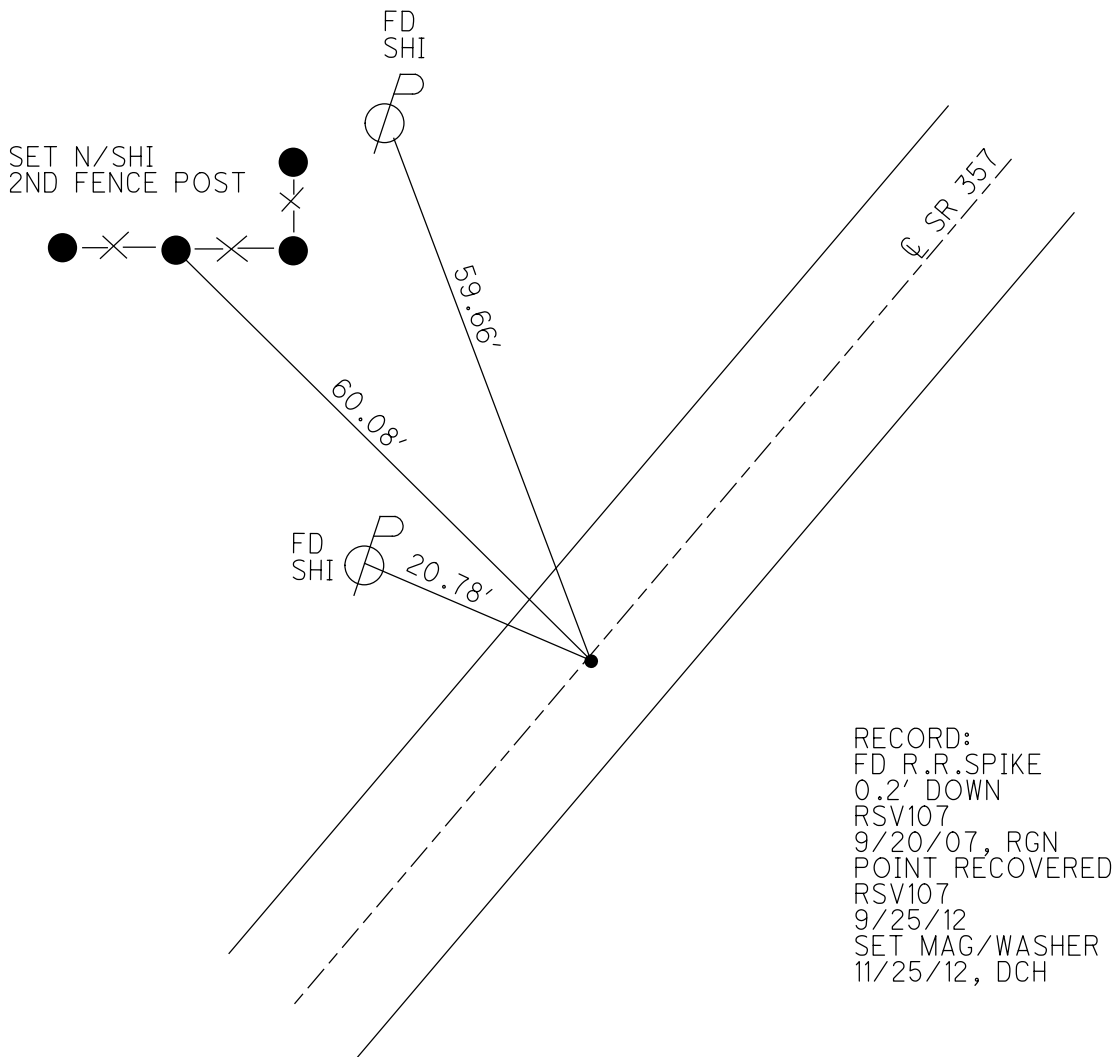 FD
SHI
SET N/SHI
2ND FENCE POST
℄ SR 357
59.66'
60.08'
FD
SHI
20.78'
RECORD:
FD R.R.SPIKE
0.2' DOWN
RSV107
9/20/07, RGN
POINT RECOVERED
RSV107
9/25/12
SET MAG/WASHER
11/25/12, DCH